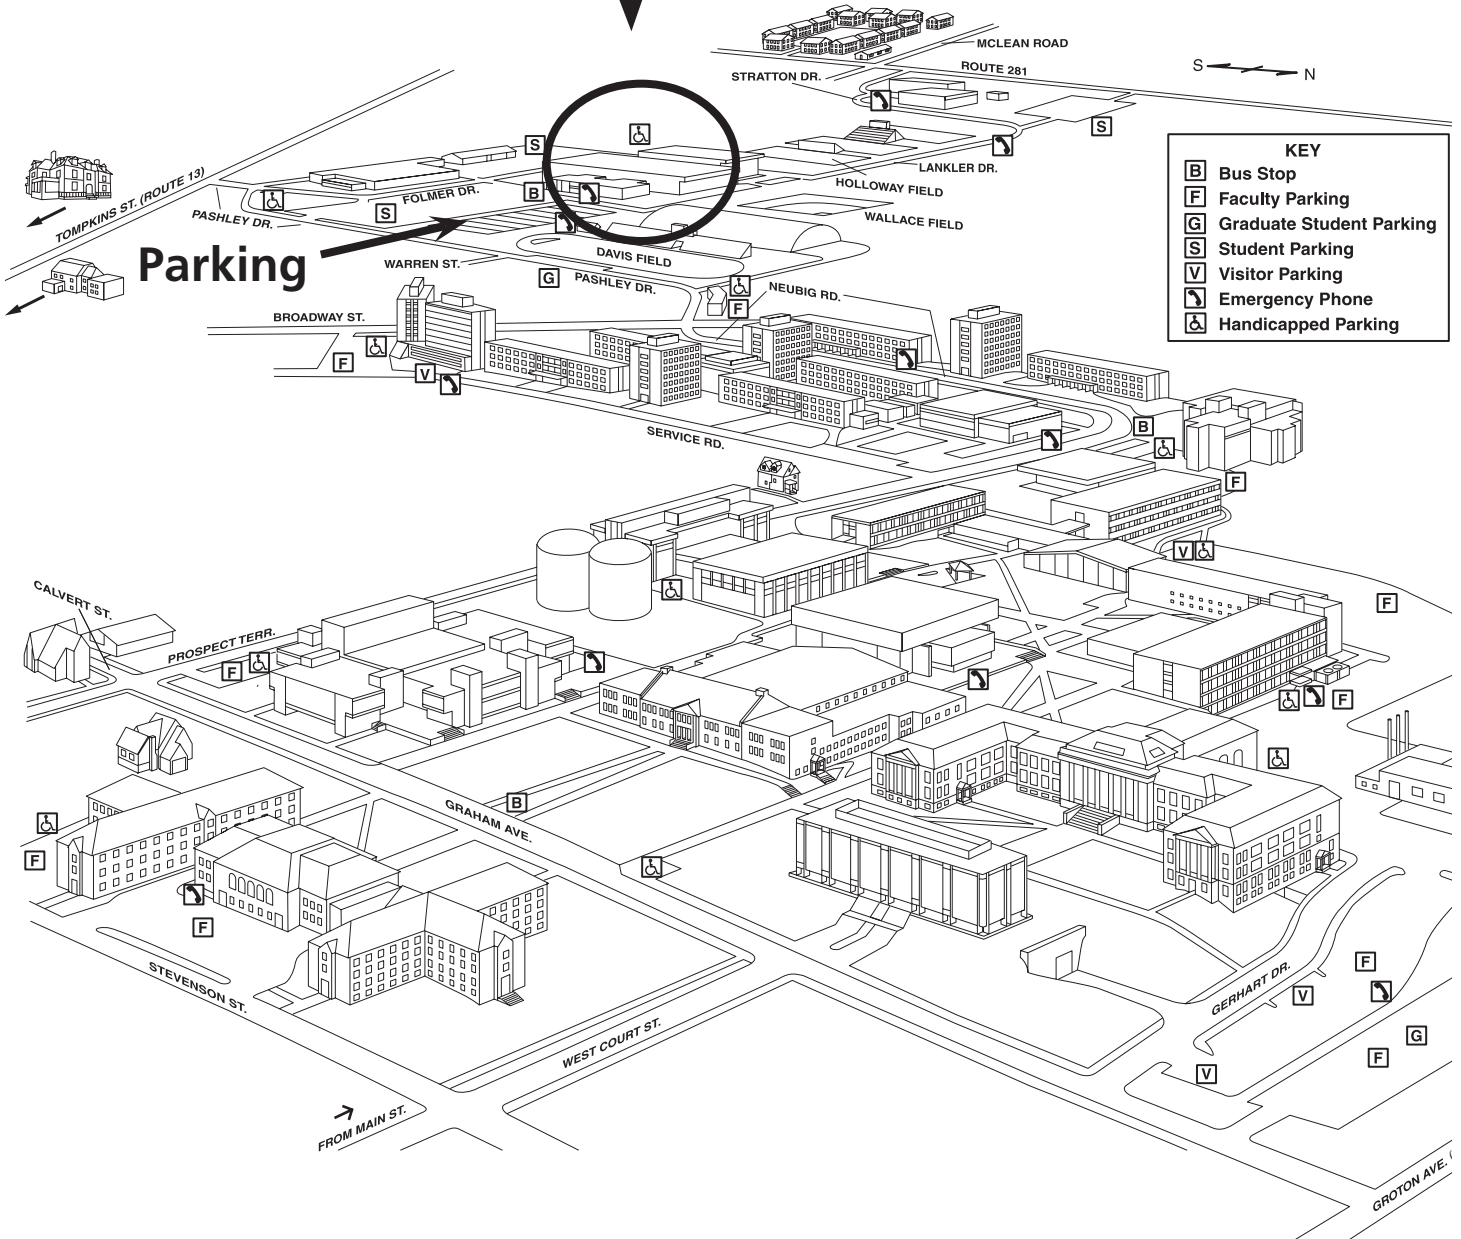 MCLEAN ROAD
STRATTON DR.
ROUTE 281
S N
S
S
LANKLER DR.
HOLLOWAY FIELD
WALLACE FIELD
TOMPKINS ST. (ROUTE 13)
PASHLEY DR.
FOLMER DR.
B
S
Parking
DAVIS FIELD
WARREN ST.
G
PASHLEY DR.
NEUBIG RD.
F
KEY
B Bus Stop
F Faculty Parking
G Graduate Student Parking
S Student Parking
V Visitor Parking
Emergency Phone
Handicapped Parking
BROADWAY ST.
F
V
SERVICE RD.
B
F
V
F
CALVERT ST.
PROSPECT TERR.
F
F
GRAHAM AVE.
B
F
F
STEVENSON ST.
WEST COURT ST.
FROM MAIN ST.
GERHART DR.
F
V
G
F
V
GROTON AVE. (